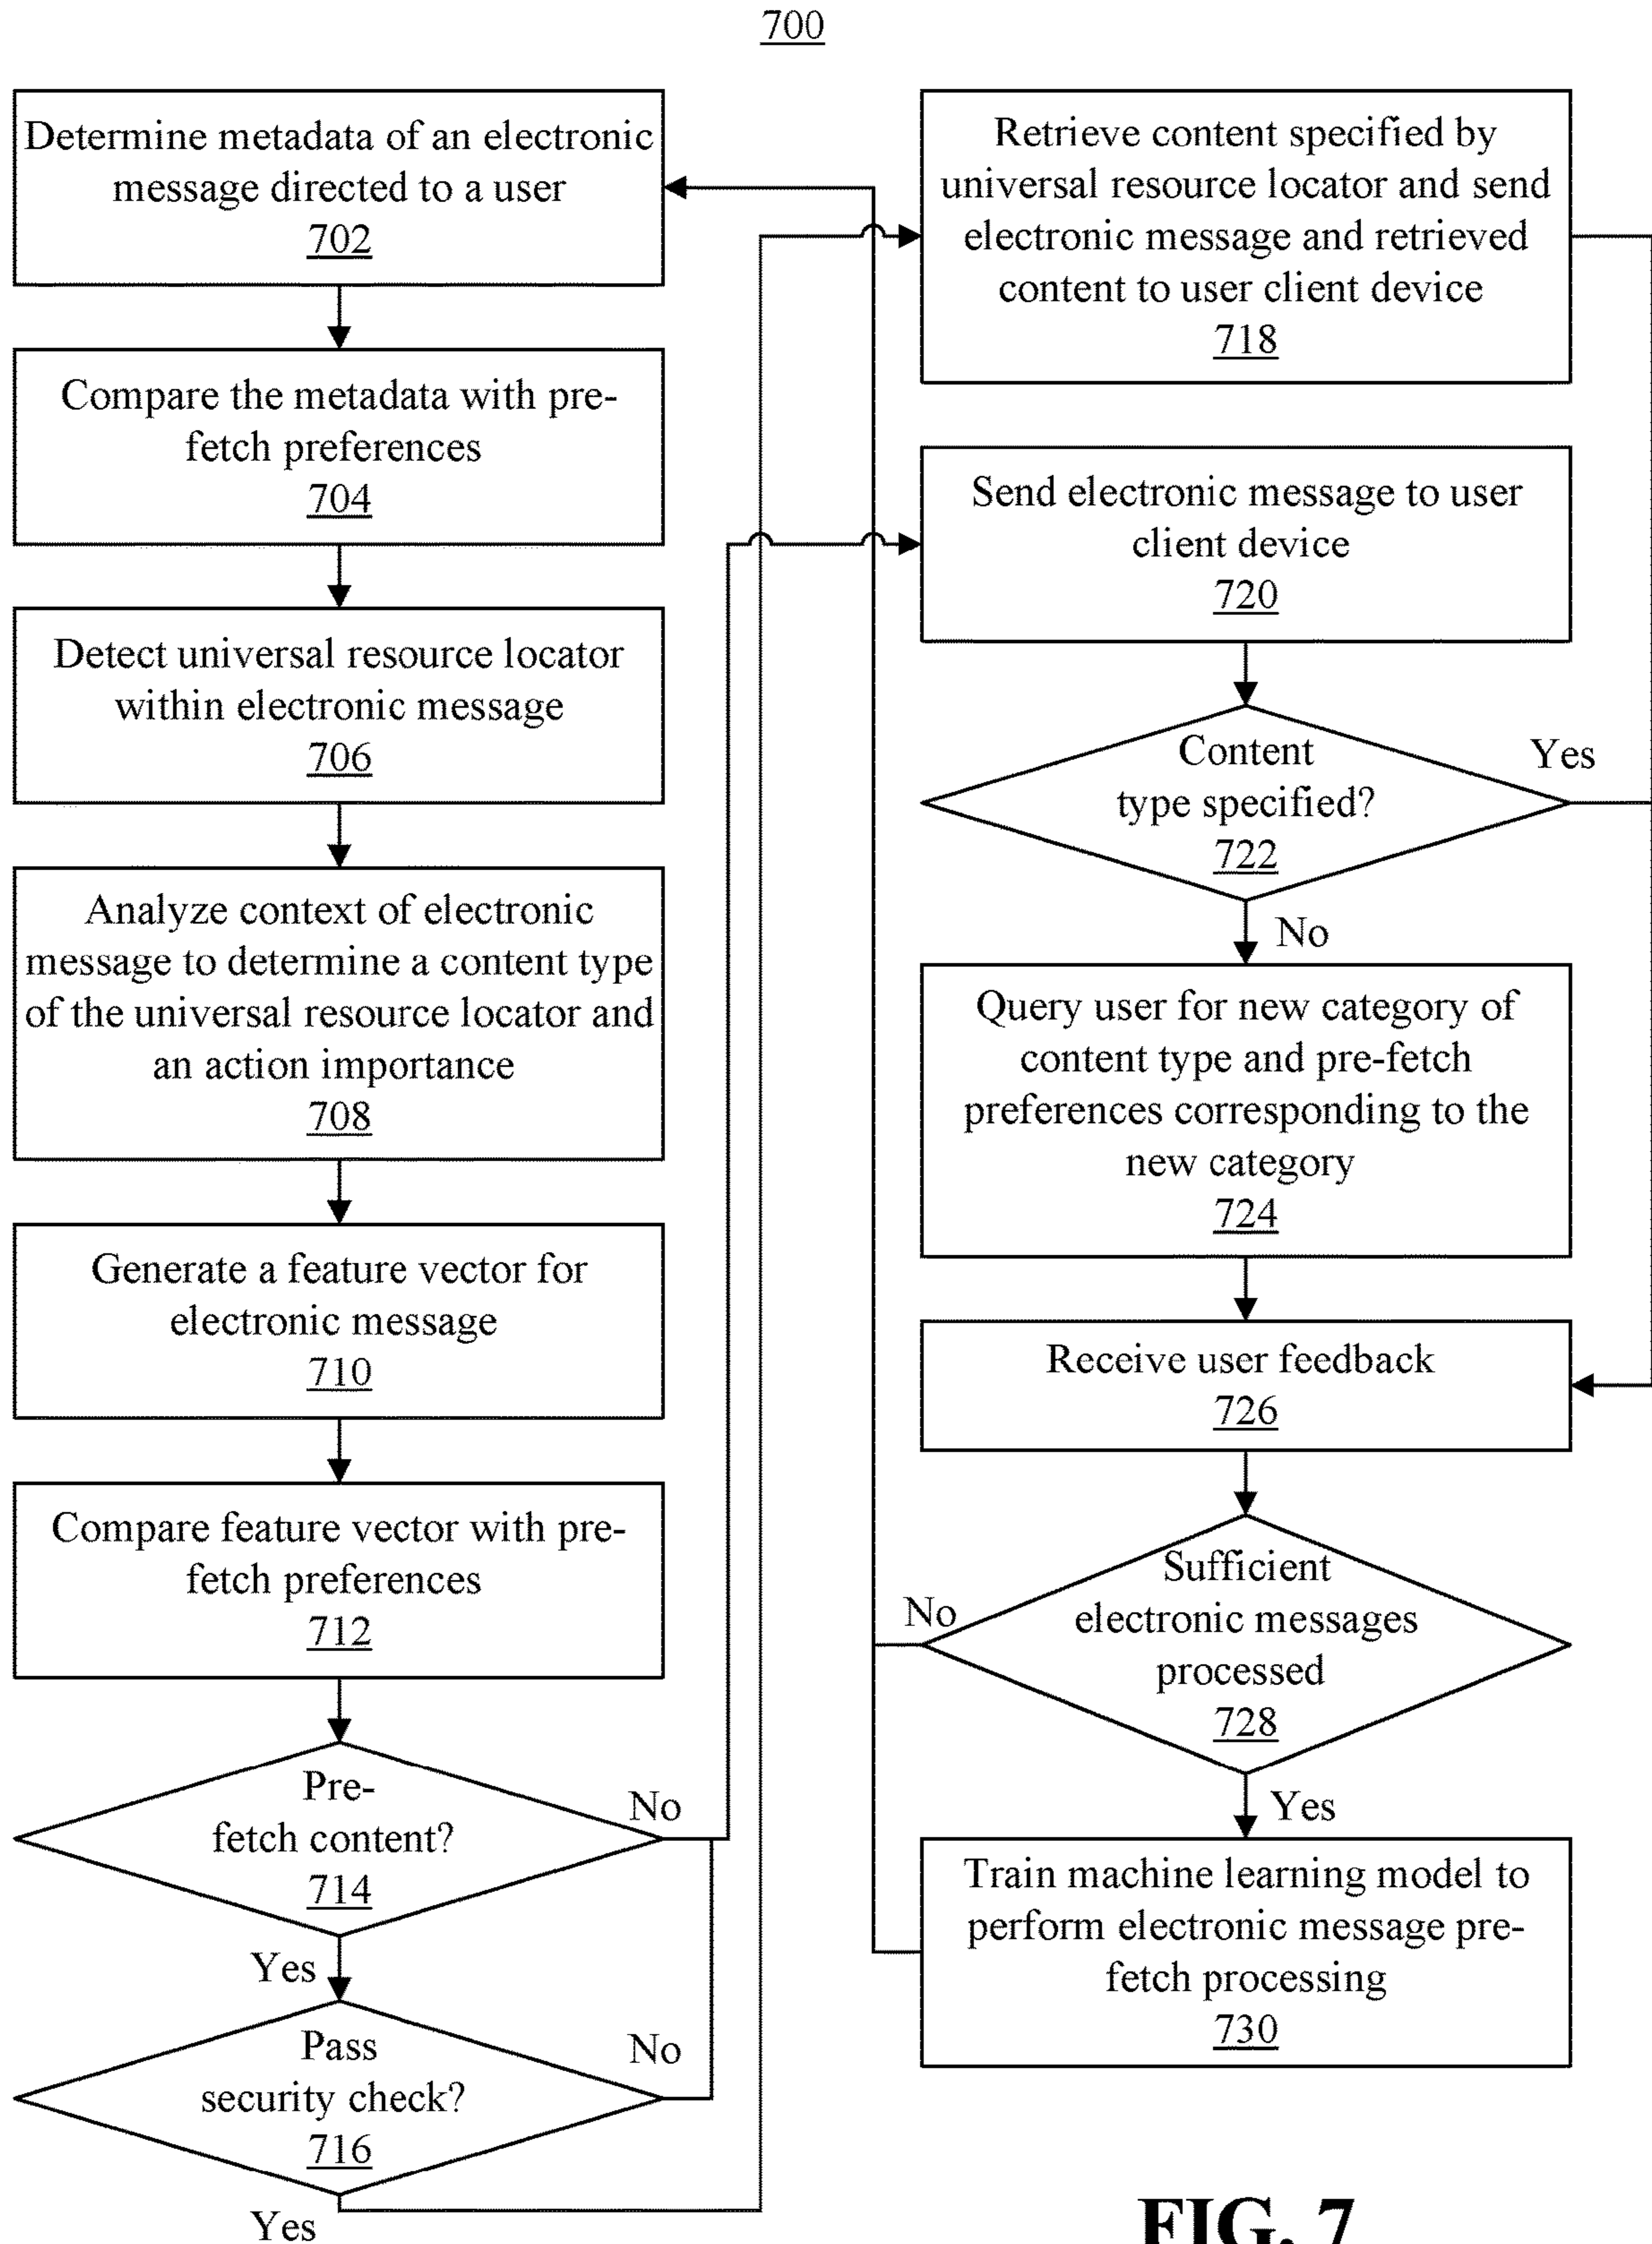 700
Determine metadata of an electronic
message directed to a user
702
Compare the metadata with pre-
fetch preferences
704
Detect universal resource locator
within electronic message
706
Analyze context of electronic
message to determine a content type
of the universal resource locator and
an action importance
708
Generate a feature vector for
electronic message
710
Compare feature vector with pre-
fetch preferences
712
Pre-
fetch content?
714
No
Yes
Pass
security check?
716
No
Yes
Retrieve content specified by
universal resource locator and send
electronic message and retrieved
content to user client device
718
Send electronic message to user
client device
720
Content
type specified?
722
Yes
No
Query user for new category of
content type and pre-fetch
preferences corresponding to the
new category
724
Receive user feedback
726
Sufficient
electronic messages
processed
728
No
Yes
Train machine learning model to
perform electronic message pre-
fetch processing
730
FIG. 7